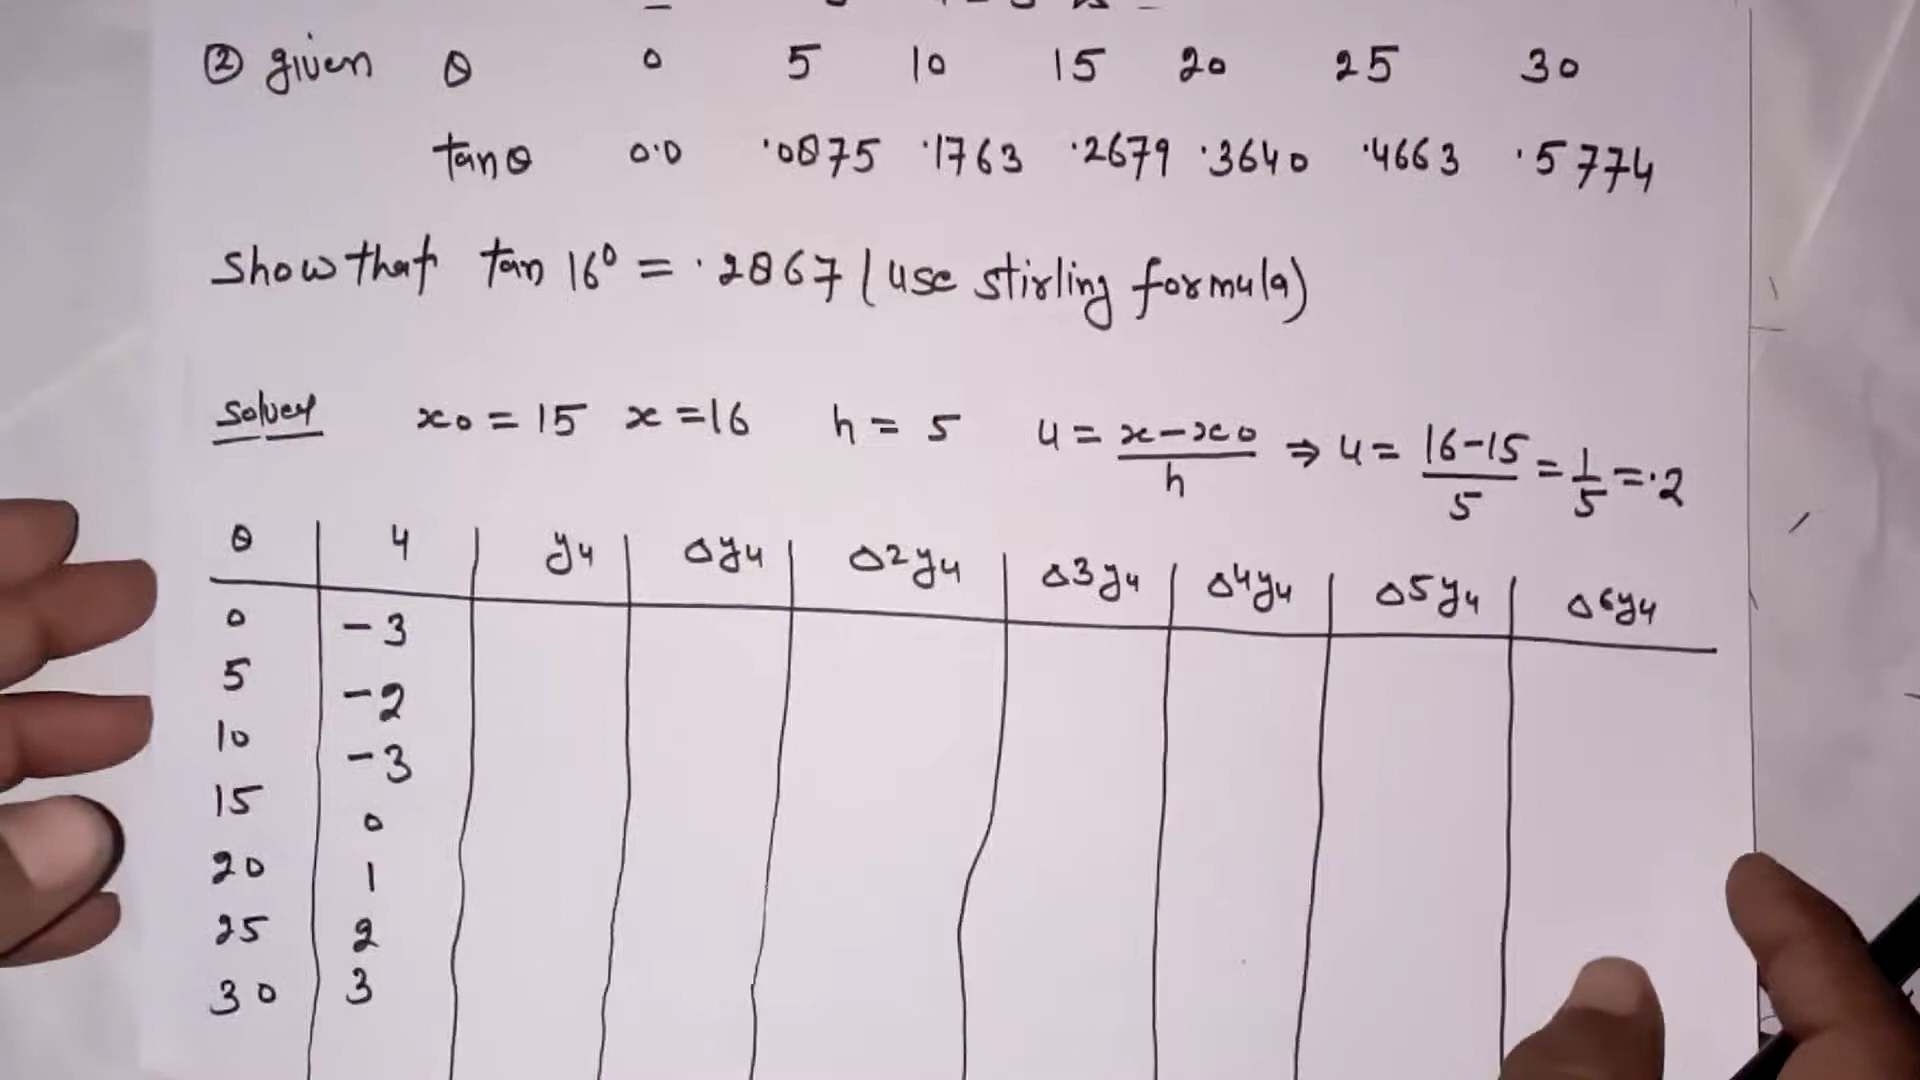 ② given θ 0 5 10 15 20 25 30
tanθ 0.0 .0875 .1763 .2679 .3640 .4663 .5774
Show that tan 16⁰ = .2867 (use stirling formula)
x₀ = 15 x = 16 h = 5 u = x-x₀/h ⇒ u = 16-15/5 = 1/5 = .2
θ u yu Δyu Δ2yu Δ3yu Δ4yu Δ5yu Δ6yu
0 -3
5 -2
10 -3
15 0
20 1
25 2
30 3